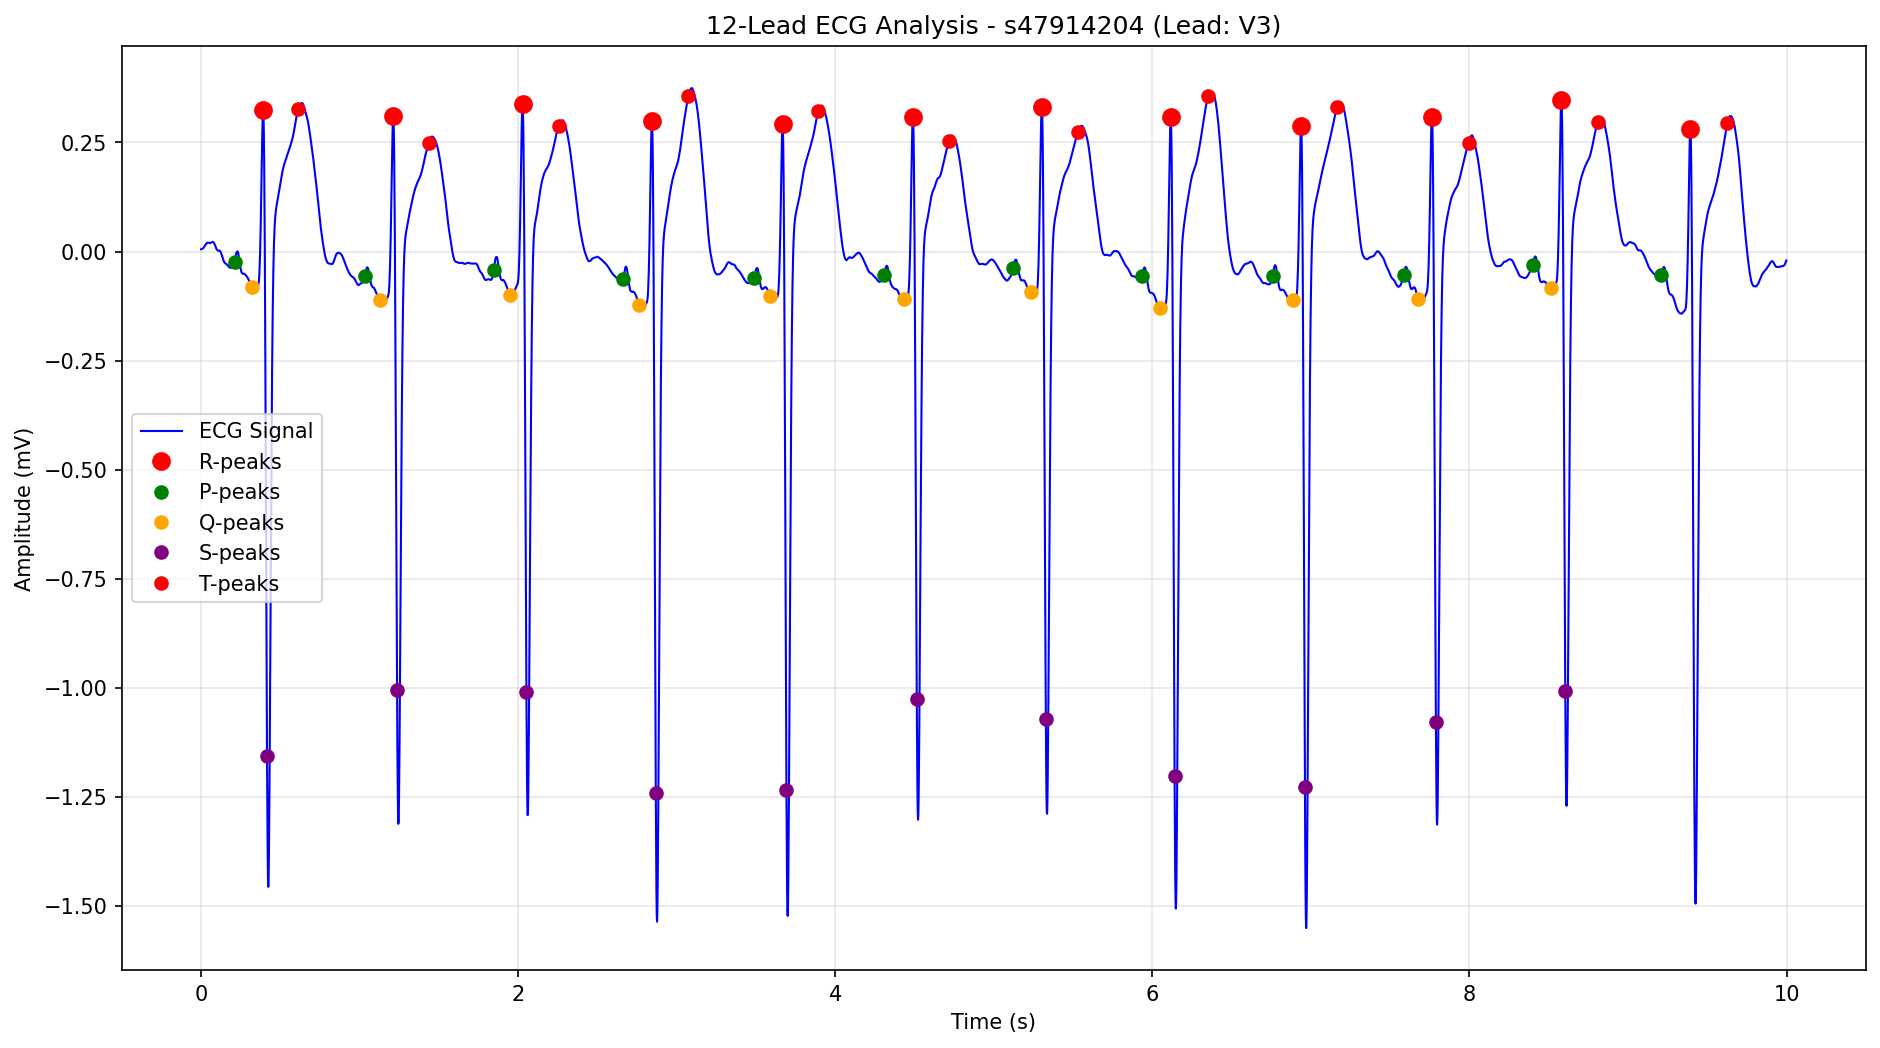 12-Lead ECG Analysis - s47914204 (Lead: V3)
Amplitude (mV)
0.25
0.00
−0.25
−0.50
−0.75
−1.00
−1.25
−1.50
ECG Signal
R-peaks
P-peaks
Q-peaks
S-peaks
T-peaks
0 2 4 6 8 10
Time (s)